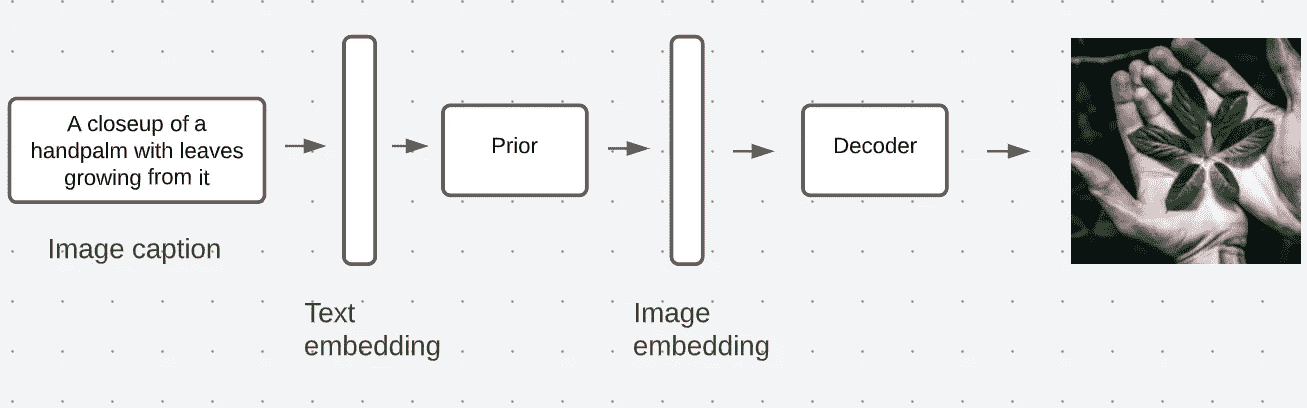 A closeup of a
handpalm with leaves
growing from it
Image caption
Text
embedding
Prior
Image
embedding
Decoder